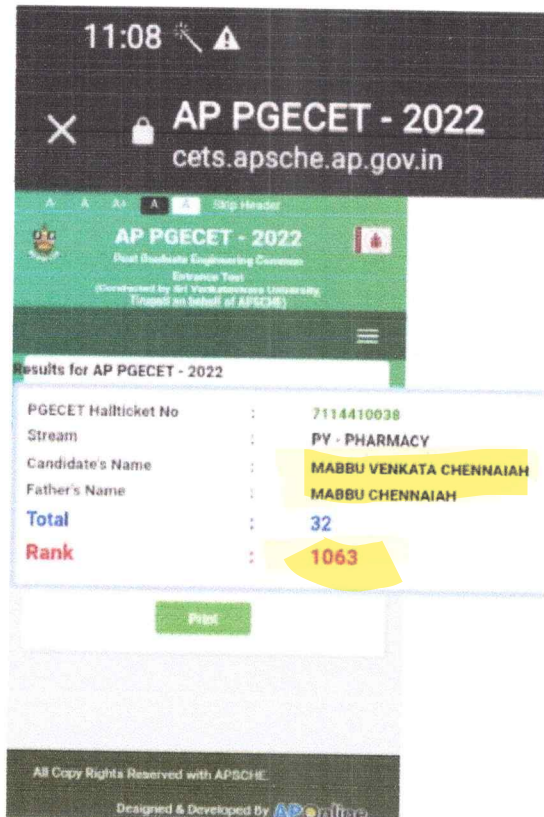 11:08
AP PGECET - 2022
cets.apsche.ap.gov.in
A- A A+ A A Skip Header
AP PGECET - 2022
Post Graduate Engineering Common
Entrance Test
(Conducted by Sri Venkateswara University,
Tirupati on behalf of APSCHE)
Results for AP PGECET - 2022
PGECET Hallticket No : 7114410038
Stream : PY - PHARMACY
Candidate's Name : MABBU VENKATA CHENNAIAH
Father's Name : MABBU CHENNAIAH
Total : 32
Rank : 1063
Print
All Copy Rights Reserved with APSCHE.
Designed & Developed By APOnline